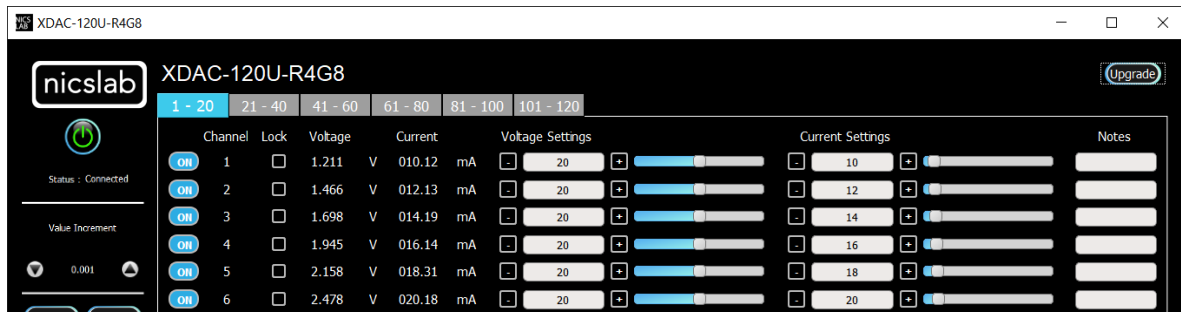 NICS LAB XDAC-120U-R4G8
nicslab XDAC-120U-R4G8 Upgrade
1 - 20 21 - 40 41 - 60 61 - 80 81 - 100 101 - 120
Channel Lock Voltage Current Voltage Settings Current Settings Notes
ON 1 1.211 V 010.12 mA - 20 + - 10 +
Status : Connected
ON 2 1.466 V 012.13 mA - 20 + - 12 +
ON 3 1.698 V 014.19 mA - 20 + - 14 +
Value Increment
ON 4 1.945 V 016.14 mA - 20 + - 16 +
0.001
ON 5 2.158 V 018.31 mA - 20 + - 18 +
ON 6 2.478 V 020.18 mA - 20 + - 20 +